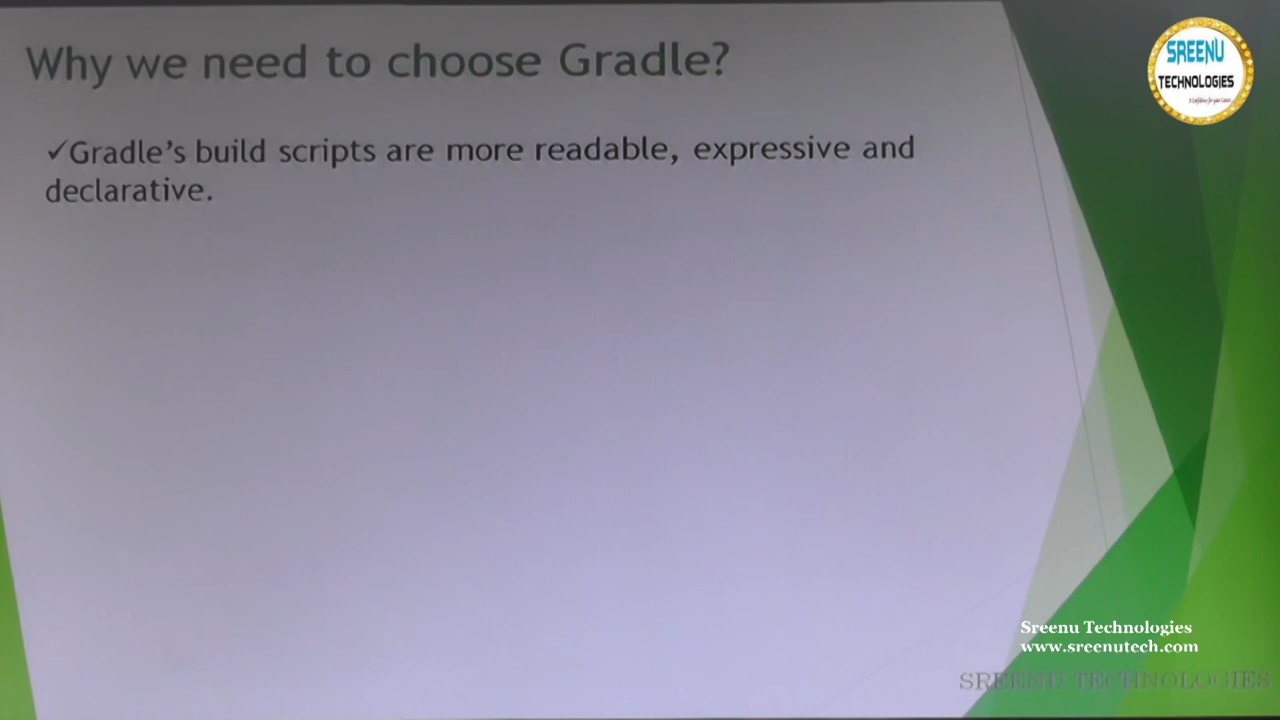 Why we need to choose Gradle?
SREENU
TECHNOLOGIES
✓Gradle's build scripts are more readable, expressive and
declarative.
Sreenu Technologies
www.sreenutech.com
SREENU TECHNOLOGIES